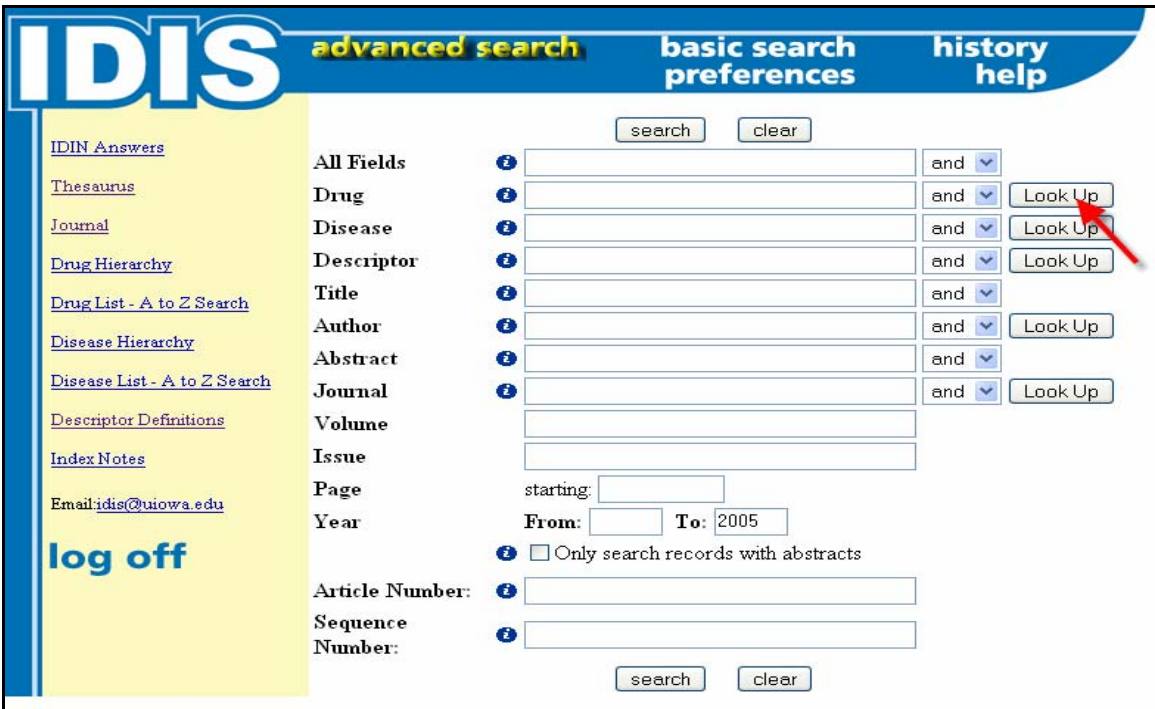 IDIS
advanced search basic search history
preferences help
search clear
IDIN Answers
Thesaurus
Journal
Drug Hierarchy
Drug List - A to Z Search
Disease Hierarchy
Disease List - A to Z Search
Descriptor Definitions
Index Notes
Email:idis@uiowa.edu
log off
All Fields and
Drug and Look Up
Disease and Look Up
Descriptor and Look Up
Title and
Author and Look Up
Abstract and
Journal and Look Up
Volume
Issue
Page starting:
Year From: To: 2005
Only search records with abstracts
Article Number:
Sequence
Number:
search clear